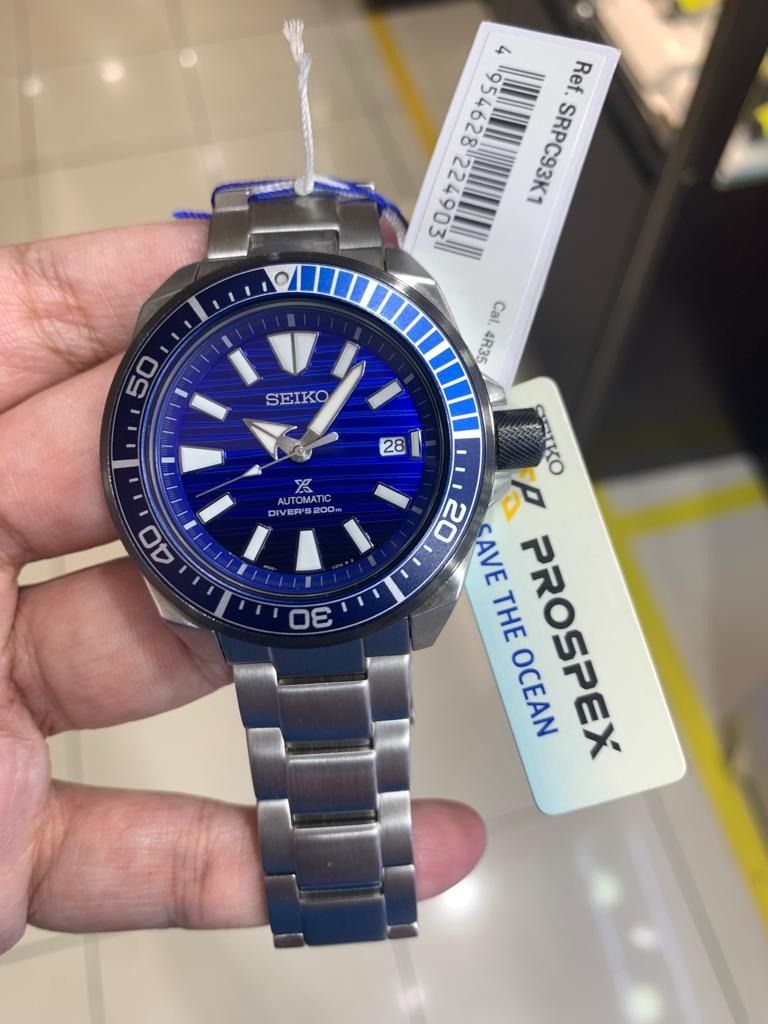 Ref. SRPC93K1
4 954628 224903
Cal. 4R35
SEIKO
PROSPEX
SAVE THE OCEAN
SEIKO
28
AUTOMATIC
DIVER'S 200m
20
30
40
50